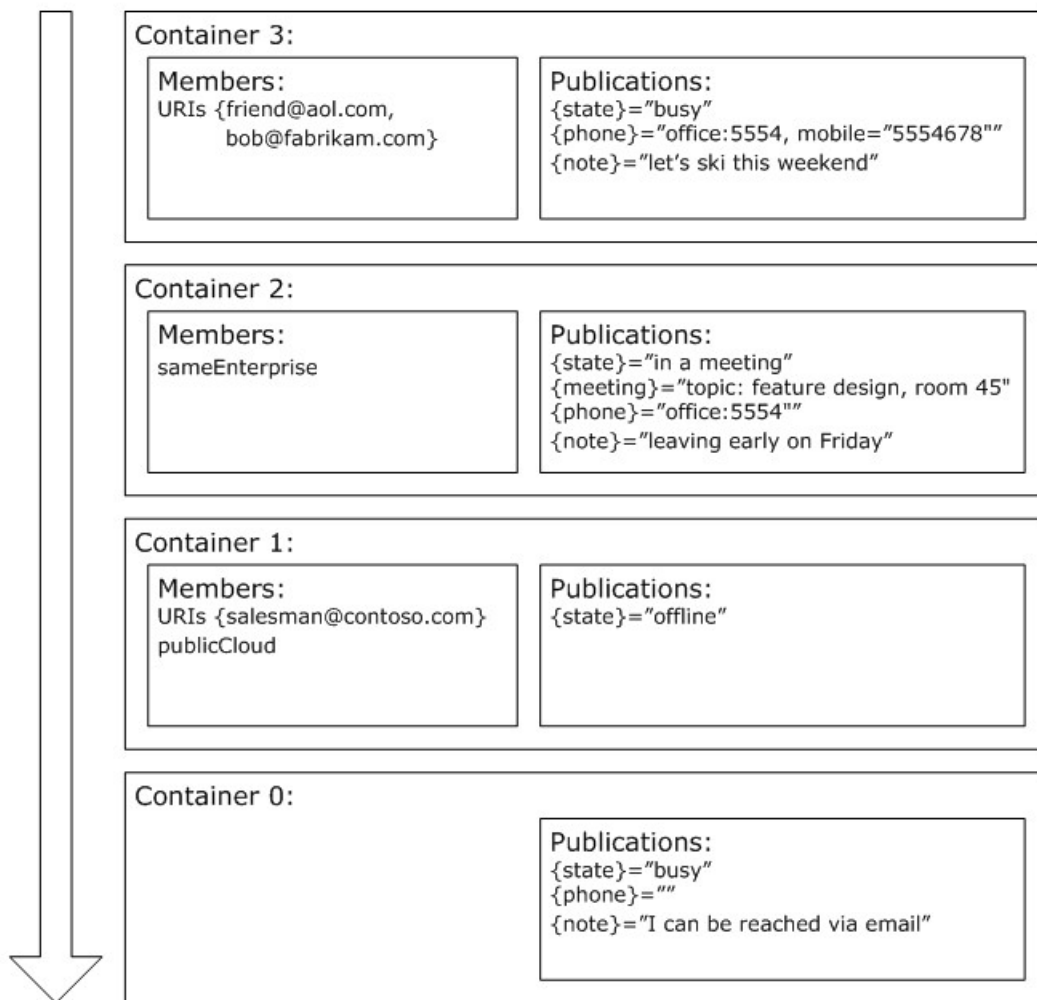 Container 3:
Members:
URIs {friend@aol.com,
bob@fabrikam.com}
Publications:
{state}=”busy”
{phone}=”office:5554, mobile=”5554678"”
{note}=”let’s ski this weekend”
Container 2:
Members:
sameEnterprise
Publications:
{state}=”in a meeting”
{meeting}=”topic: feature design, room 45"
{phone}=”office:5554"”
{note}=”leaving early on Friday”
Container 1:
Members:
URIs {salesman@contoso.com}
publicCloud
Publications:
{state}=”offline”
Container 0:
Publications:
{state}=”busy”
{phone}=””
{note}=”I can be reached via email”